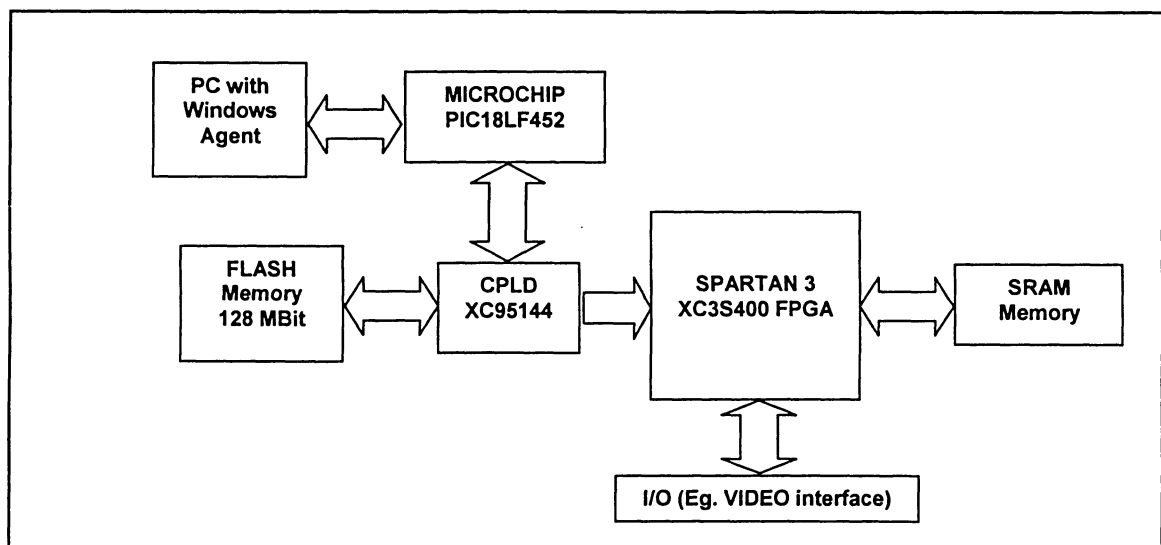 PC with
Windows
Agent
MICROCHIP
PIC18LF452
FLASH
Memory
128 MBit
CPLD
XC95144
SPARTAN 3
XC3S400 FPGA
SRAM
Memory
I/O (Eg. VIDEO interface)